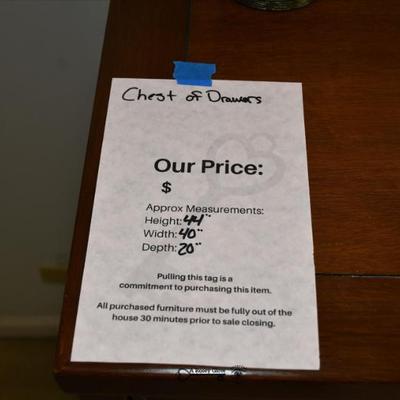 Chest of Drawers
Our Price:
$
Approx Measurements:
Height: 44"
Width: 40"
Depth: 20"
Pulling this tag is a
commitment to purchasing this item.
All purchased furniture must be fully out of the
house 30 minutes prior to sale closing.